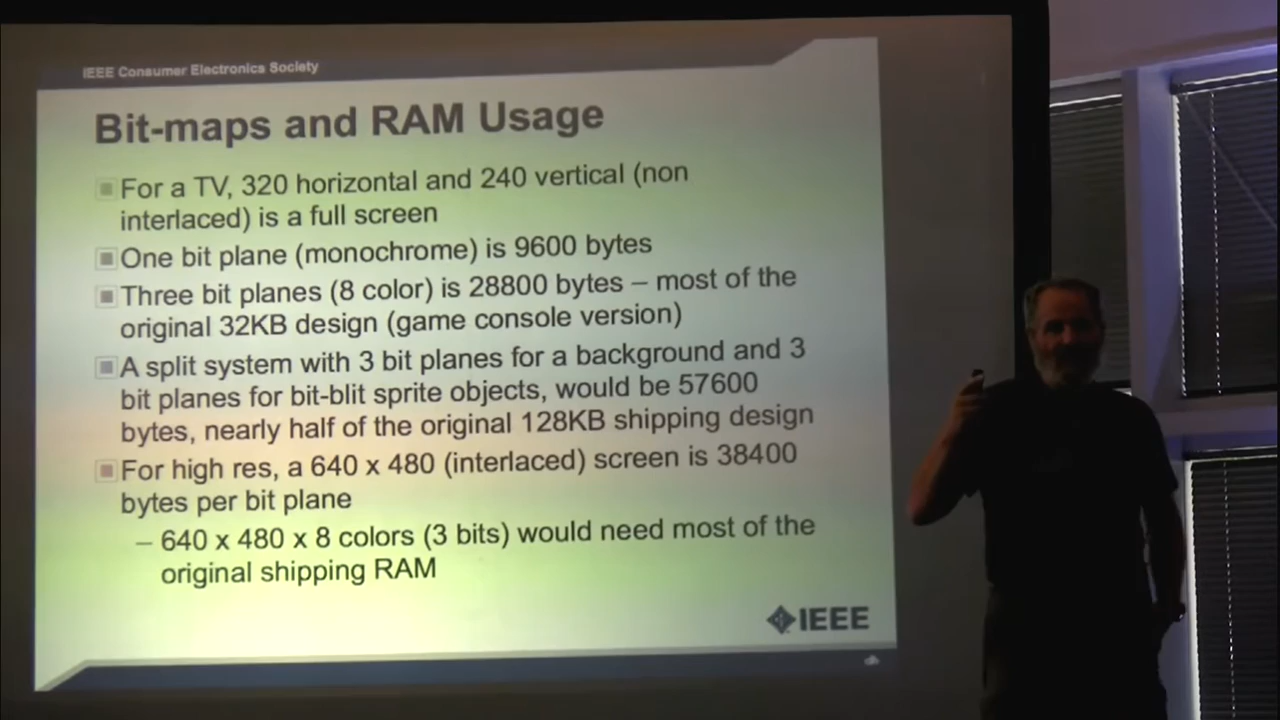 IEEE Consumer Electronics Society
Bit-maps and RAM Usage
For a TV, 320 horizontal and 240 vertical (non
interlaced) is a full screen
One bit plane (monochrome) is 9600 bytes
Three bit planes (8 color) is 28800 bytes – most of the
original 32KB design (game console version)
A split system with 3 bit planes for a background and 3
bit planes for bit-blit sprite objects, would be 57600
bytes, nearly half of the original 128KB shipping design
For high res, a 640 x 480 (interlaced) screen is 38400
bytes per bit plane
– 640 x 480 x 8 colors (3 bits) would need most of the
original shipping RAM
IEEE